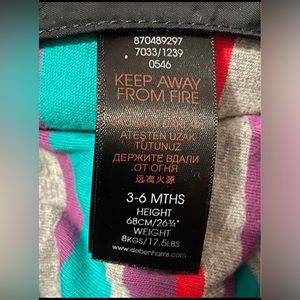 870489297
7033/1239
0546
KEEP AWAY
FROM FIRE
ATEŞTEN UZAK
TUTUNUZ
ДЕРЖИТЕ ВДАЛИ
ОТ ОГНЯ
远离火源
3-6 MTHS
HEIGHT
68CM/26¾"
WEIGHT
8KGS/17.5LBS
www.debenhams.com